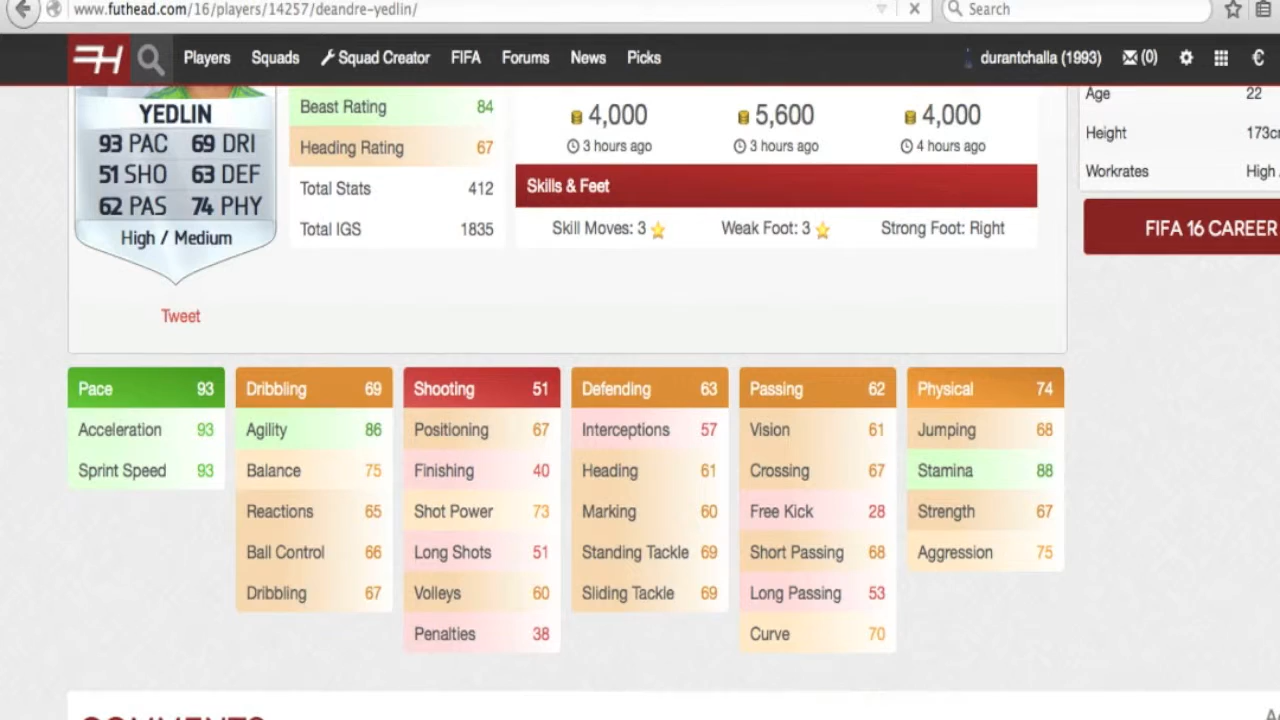 www.futhead.com/16/players/14257/deandre-yedlin/
Search
FH
Players Squads Squad Creator FIFA Forums News Picks
durantchalla (1993) (0) €
YEDLIN
93 PAC 69 DRI
51 SHO 63 DEF
62 PAS 74 PHY
High / Medium
Tweet
Beast Rating 84
Heading Rating 67
Total Stats 412
Total IGS 1835
4,000 5,600 4,000
3 hours ago 3 hours ago 4 hours ago
Skills & Feet
Skill Moves: 3 Weak Foot: 3 Strong Foot: Right
Age 22
Height 173c
Workrates High /
FIFA 16 CAREER
Pace 93
Acceleration 93
Sprint Speed 93
Dribbling 69
Agility 86
Balance 75
Reactions 65
Ball Control 66
Dribbling 67
Shooting 51
Positioning 67
Finishing 40
Shot Power 73
Long Shots 51
Volleys 60
Penalties 38
Defending 63
Interceptions 57
Heading 61
Marking 60
Standing Tackle 69
Sliding Tackle 69
Passing 62
Vision 61
Crossing 67
Free Kick 28
Short Passing 68
Long Passing 53
Curve 70
Physical 74
Jumping 68
Stamina 88
Strength 67
Aggression 75
COMMENTS